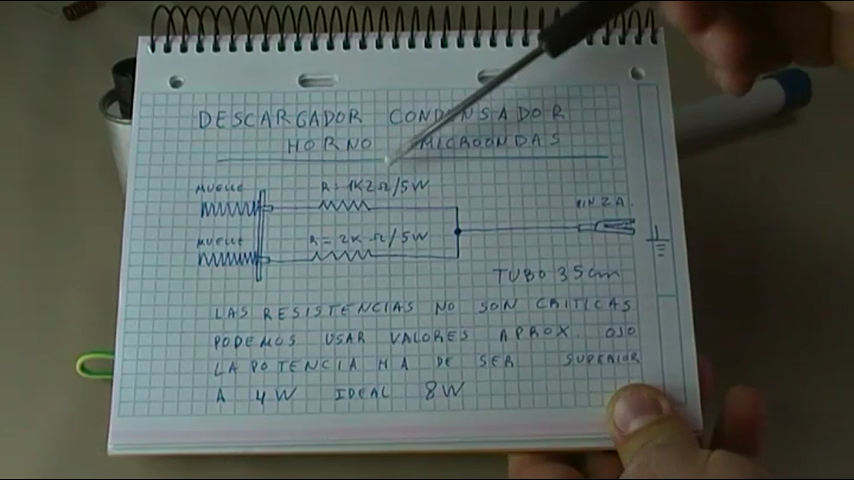 DESCARGADOR CONDENSADOR
HORNO MICROONDAS
MUELLE
R = 1K2 Ω/5W
MUELLE
R = 2K Ω/5W
PINZA
TUBO 35cm
LAS RESISTENCIAS NO SON CRITICAS
PODEMOS USAR VALORES APROX. OJO
LA POTENCIA HA DE SER SUPERIOR
A 4W IDEAL 8W